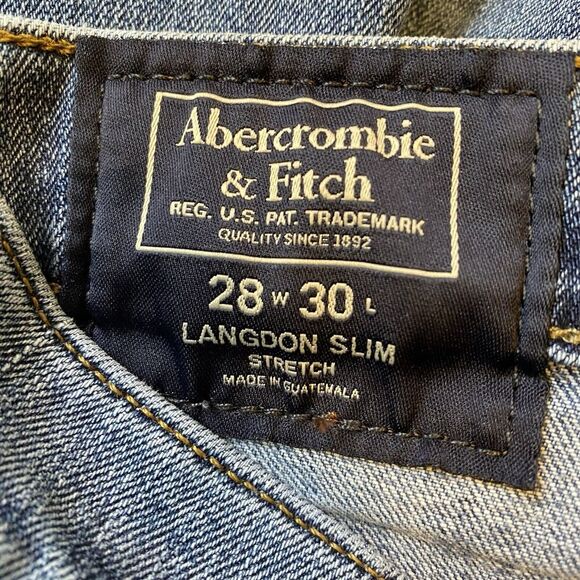 Abercrombie
& Fitch
REG. U.S. PAT. TRADEMARK
QUALITY SINCE 1892
28 W 30 L
LANGDON SLIM
STRETCH
MADE IN GUATEMALA